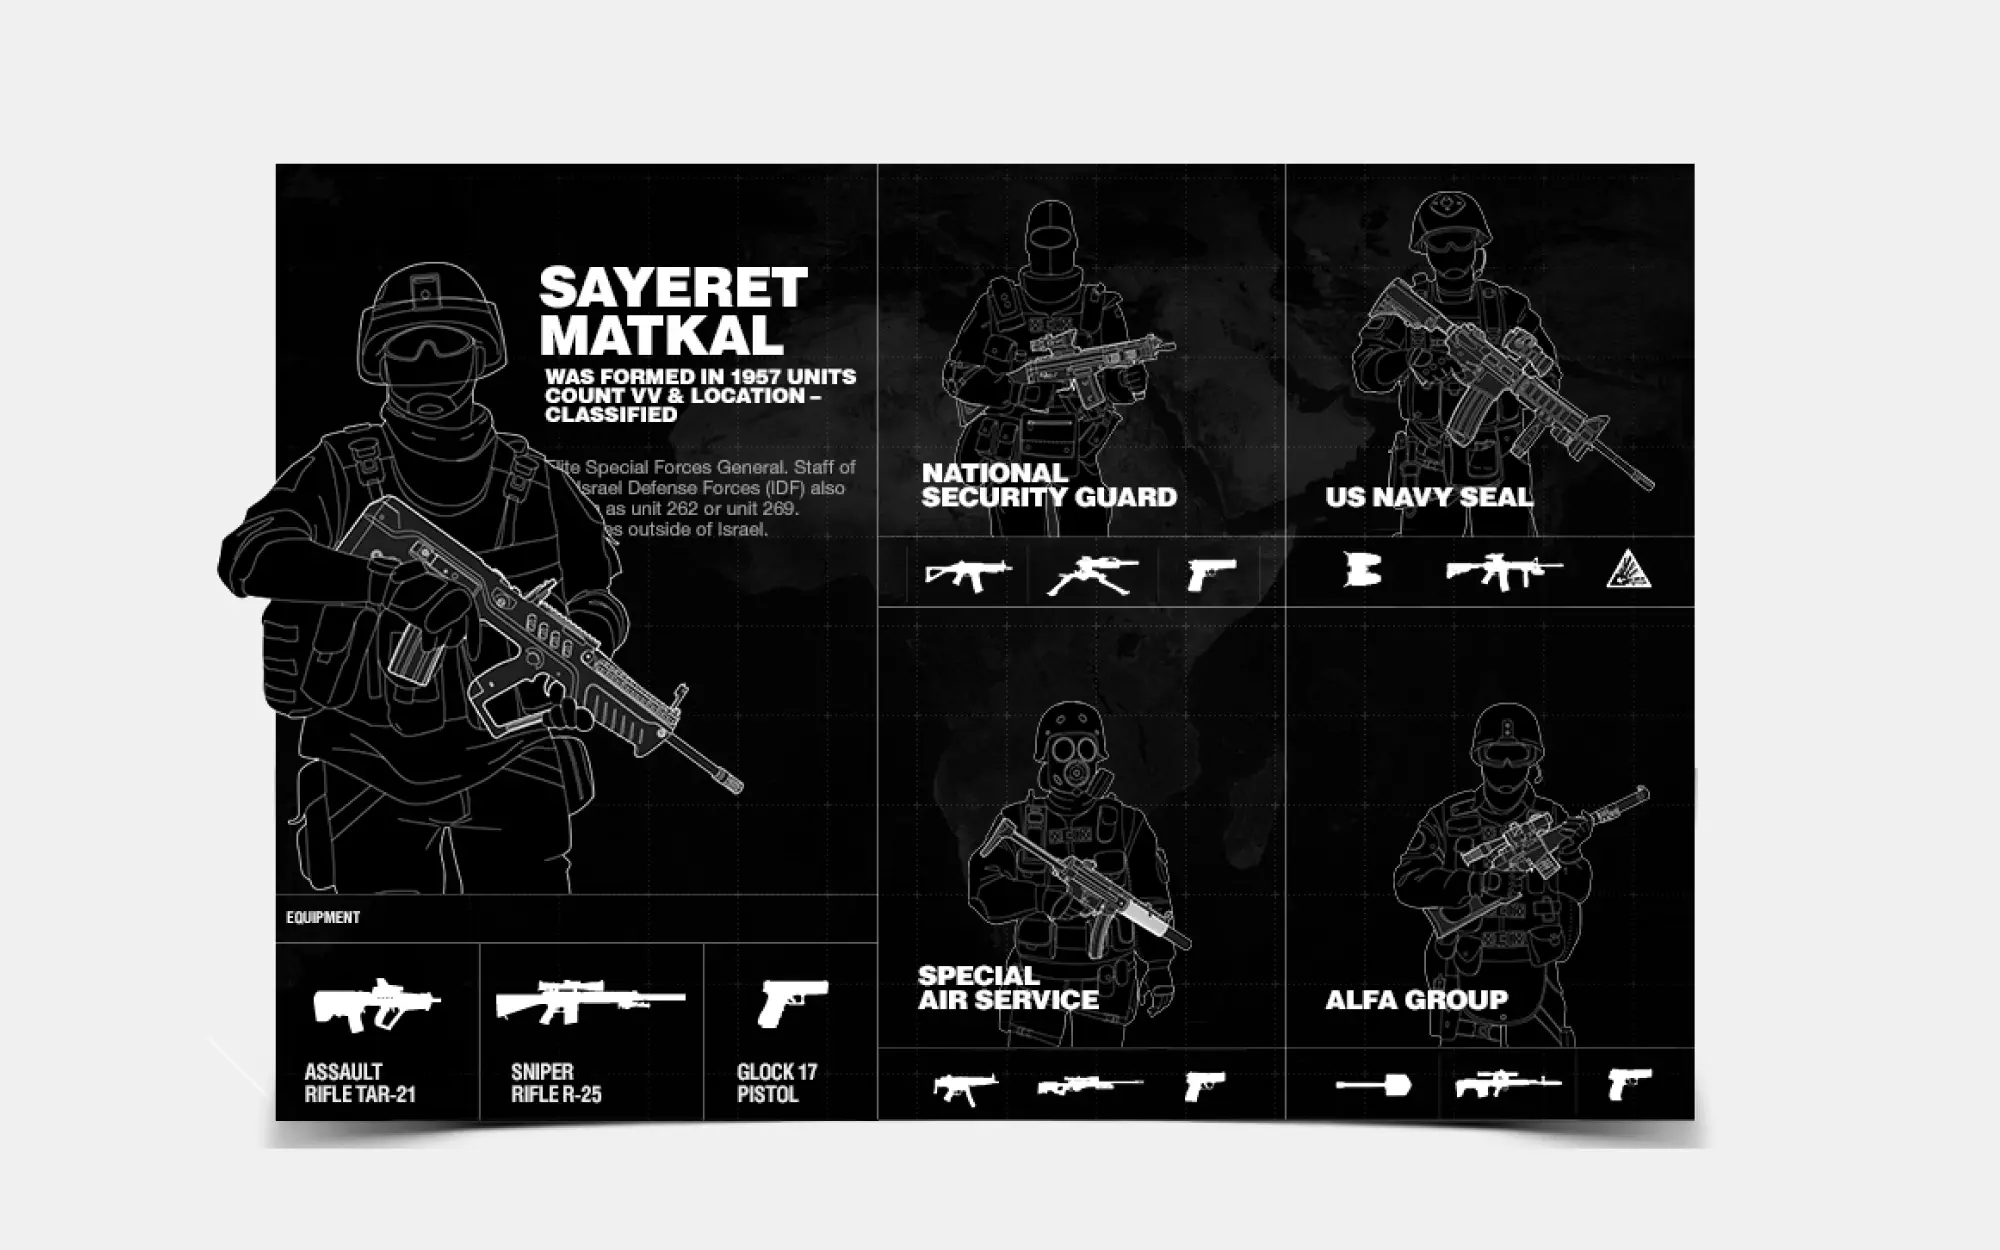 SAYERET
MATKAL
WAS FORMED IN 1957 UNITS
COUNT VV & LOCATION –
CLASSIFIED
Special Forces General. Staff of
Israel Defense Forces (IDF) also
as unit 262 or unit 269.
outside of Israel.
EQUIPMENT
ASSAULT
RIFLE TAR-21
SNIPER
RIFLE R-25
GLOCK 17
PISTOL
NATIONAL
SECURITY GUARD
US NAVY SEAL
SPECIAL
AIR SERVICE
ALFA GROUP